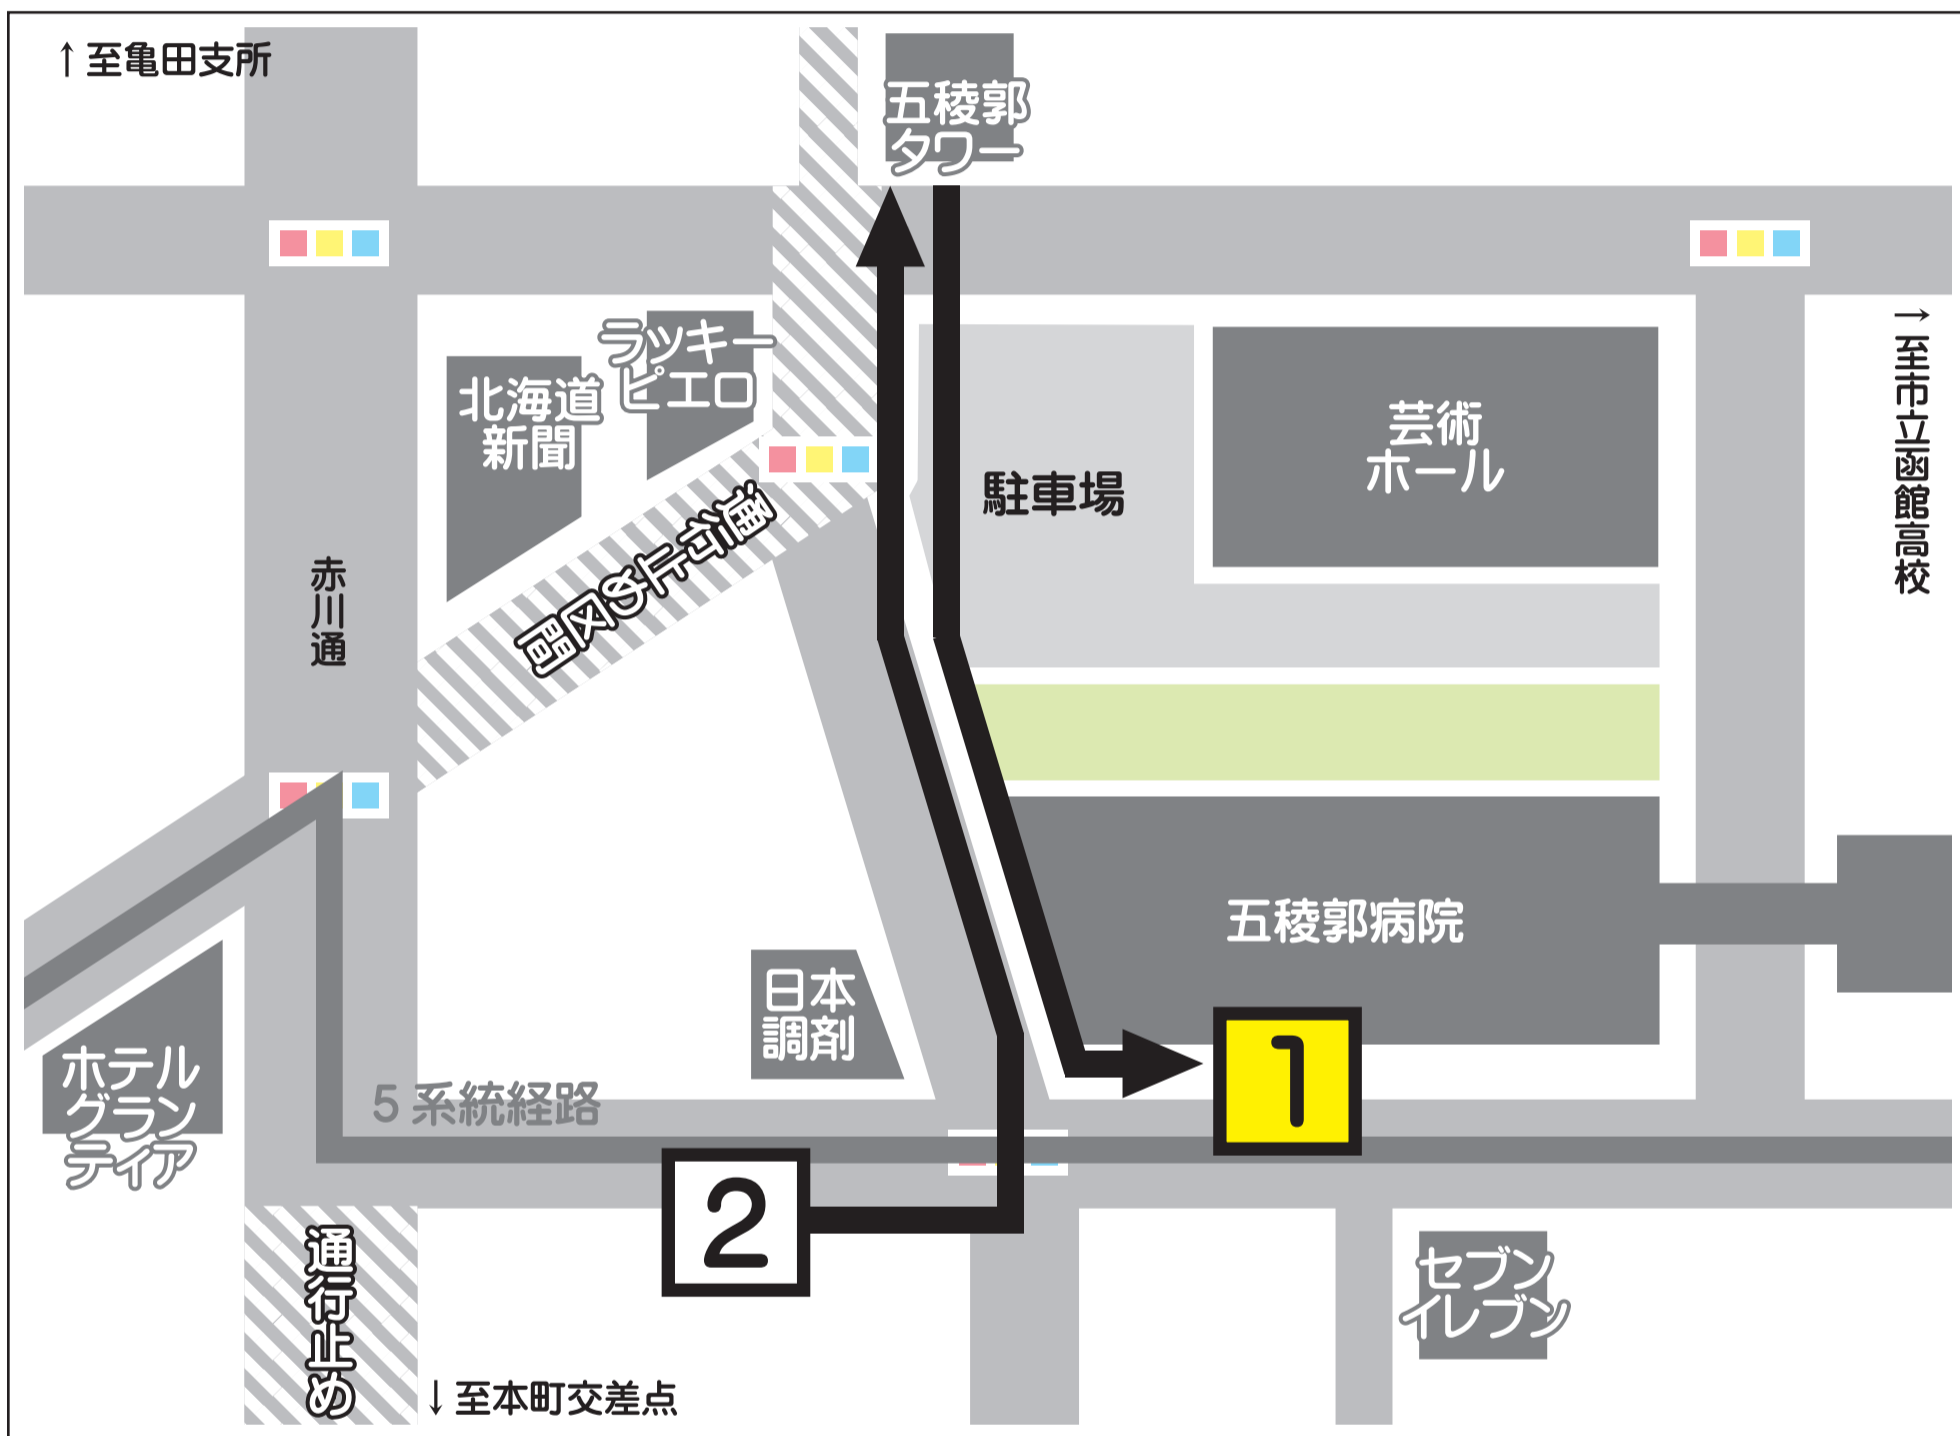 ↑至亀田支所
五稜郭
タワー
ラッキー
ピエロ
北海道
新聞
芸術
ホール
駐車場
→至市立函館高校
通行止め区間
赤川通
五稜郭病院
日本
調剤
ホテル
グラン
ティア
5 系統経路
1
2
セブン
イレブン
通行止め
↓至本町交差点